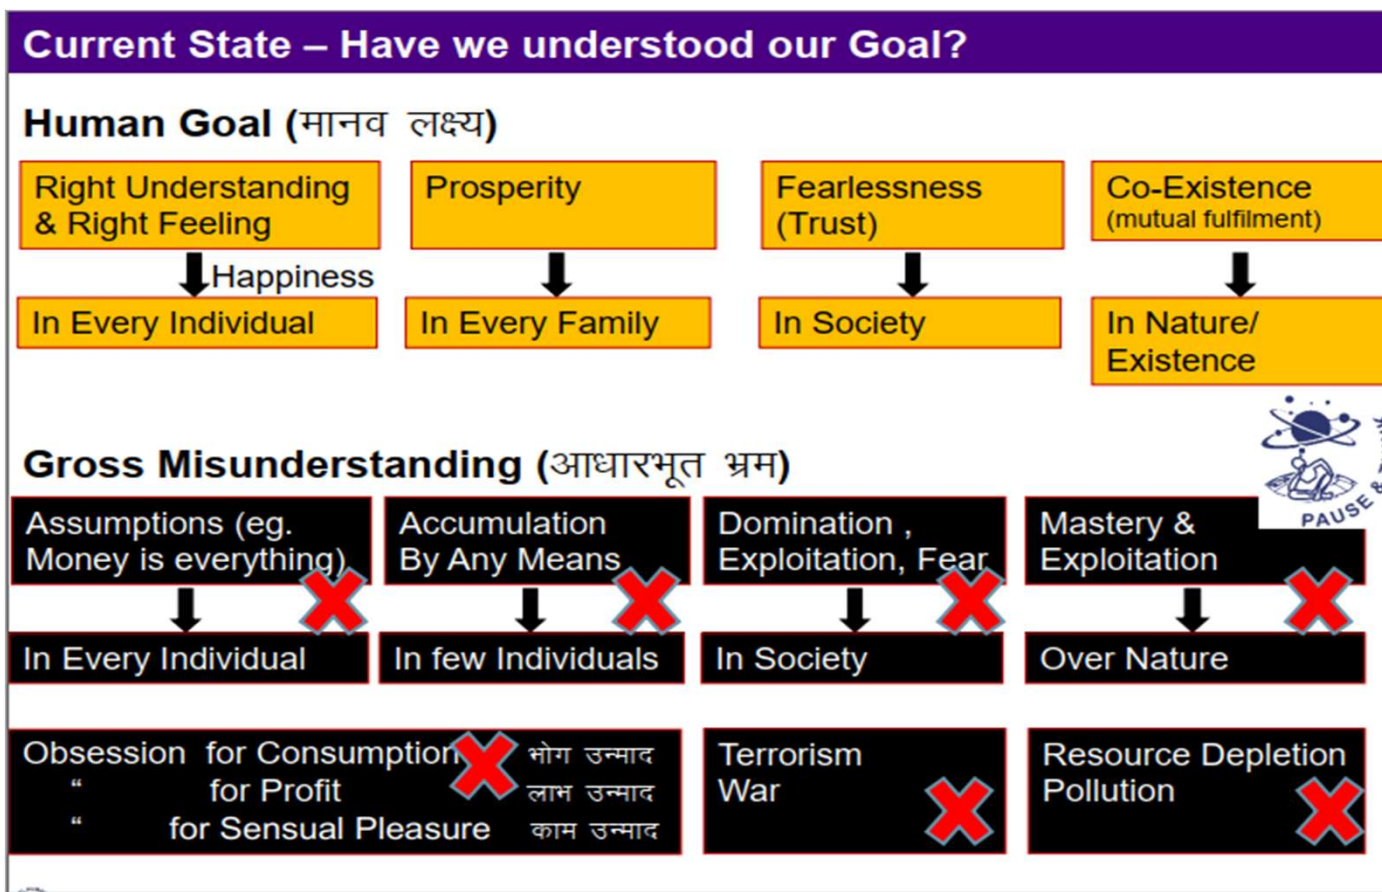 Current State – Have we understood our Goal?
Human Goal (मानव लक्ष्य)
Right Understanding
& Right Feeling
Happiness
In Every Individual
Prosperity
In Every Family
Fearlessness
(Trust)
In Society
Co-Existence
(mutual fulfilment)
In Nature/
Existence
PAUSE &
Gross Misunderstanding (आधारभूत भ्रम)
Assumptions (eg.
Money is everything)
In Every Individual
Accumulation
By Any Means
In few Individuals
Domination ,
Exploitation, Fear
In Society
Mastery &
Exploitation
Over Nature
Obsession for Consumption भोग उन्माद
“ for Profit लाभ उन्माद
“ for Sensual Pleasure काम उन्माद
Terrorism
War
Resource Depletion
Pollution